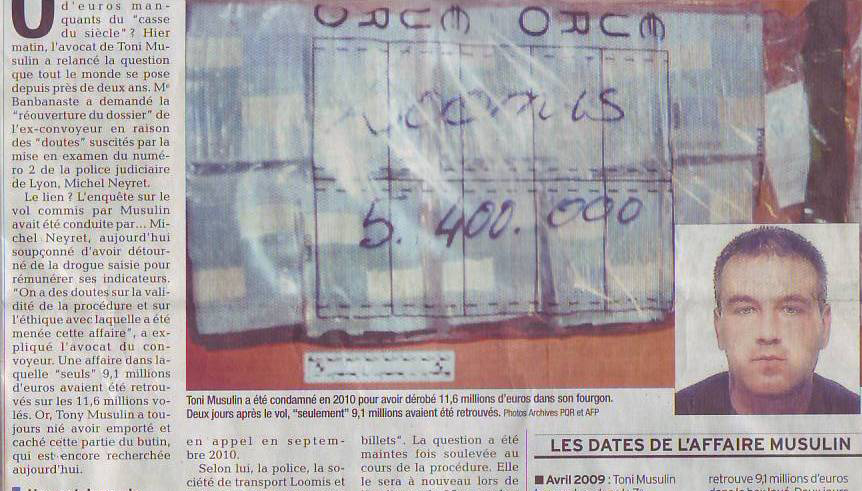 d'euros man-
quants du "casse
du siècle" ? Hier
matin, l'avocat de Toni Mu-
sulin a relancé la question
que tout le monde se pose
depuis près de deux ans. Mᵉ
Banbanaste a demandé la
"réouverture du dossier" de
l'ex-convoyeur en raison
des "doutes" suscités par la
mise en examen du numé-
ro 2 de la police judiciaire
de Lyon, Michel Neyret.
Le lien ? L'enquête sur le
vol commis par Musulin
avait été conduite par... Mi-
chel Neyret, aujourd'hui
soupçonné d'avoir détour-
né de la drogue saisie pour
rémunérer ses indicateurs.
"On a des doutes sur la vali-
dité de la procédure et sur
l'éthique avec laquelle a été
menée cette affaire", a ex-
pliqué l'avocat du con-
voyeur. Une affaire dans la-
quelle "seuls" 9,1 millions
d'euros avaient été retrou-
vés sur les 11,6 millions vo-
lés. Or, Tony Musulin a tou-
jours nié avoir emporté et
caché cette partie du butin,
qui est encore recherchée
aujourd'hui.
5.400.000
Toni Musulin a été condamné en 2010 pour avoir dérobé 11,6 millions d'euros dans son fourgon.
Deux jours après le vol, "seulement" 9,1 millions avaient été retrouvés. Photos Archives PQR et AFP
en appel en septem-
bre 2010.
Selon lui, la police, la so-
ciété de transport Loomis et
billets". La question a été
maintes fois soulevée au
cours de la procédure. Elle
le sera à nouveau lors de
LES DATES DE L'AFFAIRE MUSULIN
■ Avril 2009 : Toni Musulin
retrouve 9,1 millions d'euros